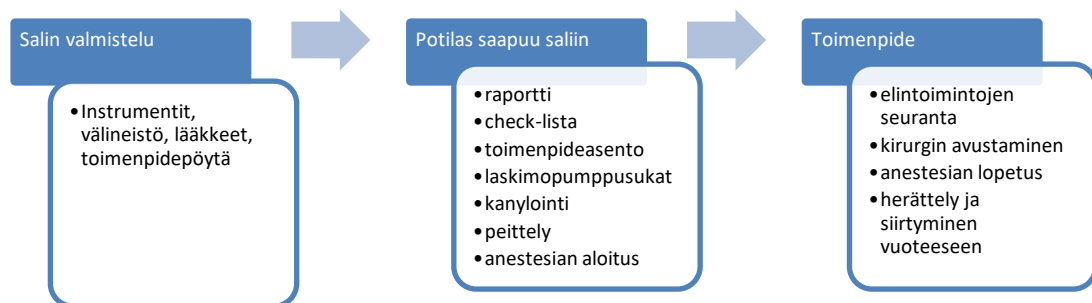 Salin valmistelu
•Instrumentit,
välineistö, lääkkeet,
toimenpidepöytä
Potilas saapuu saliin
•raportti
•check-lista
•toimenpideasento
•laskimopumppusukat
•kanylointi
•peittely
•anestesian aloitus
Toimenpide
•elintoimintojen
seuranta
•kirurgin avustaminen
•anestesian lopetus
•herättely ja
siirtyminen
vuoteeseen